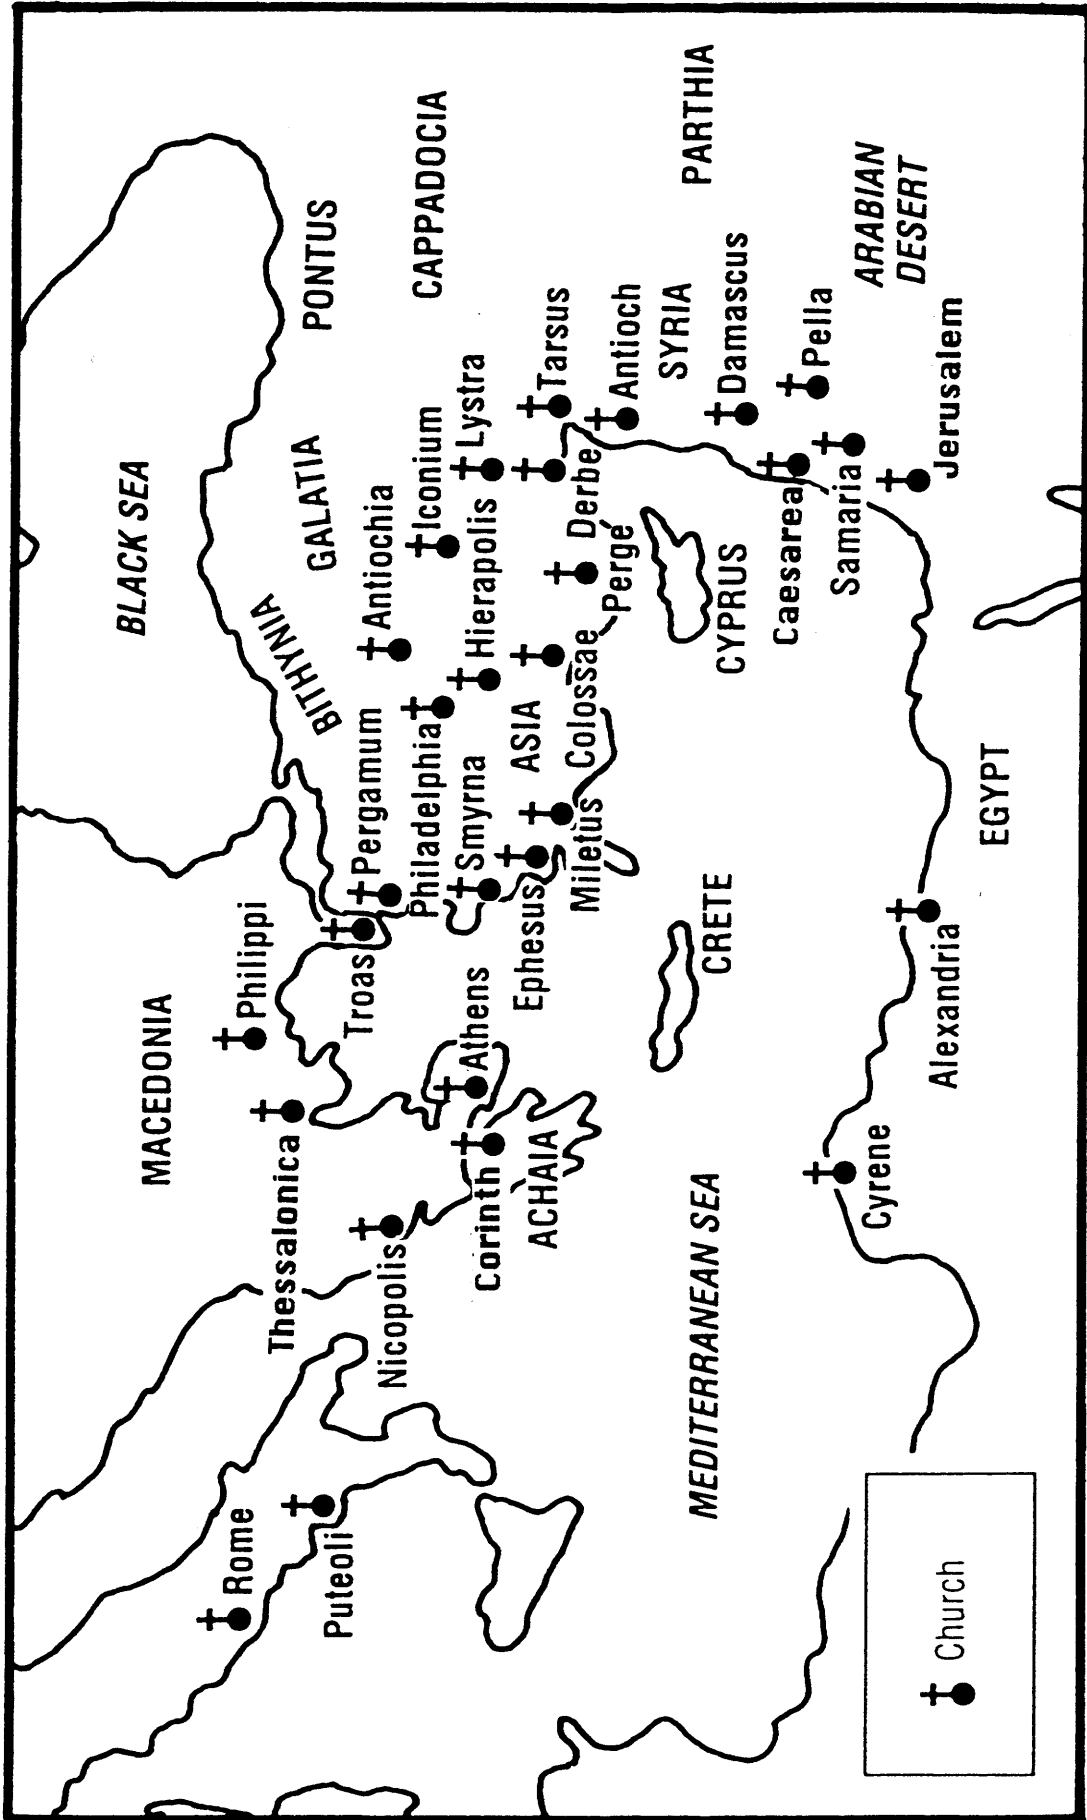 BLACK SEA
MACEDONIA
Philippi
BITHYNIA
PONTUS
GALATIA
Rome
Puteoli
Thessalonica
Troas
Pergamum
Antiochia
CAPPADOCIA
Nicopolis
Philadelphia
Iconium
Corinth
Athens
Smyrna
Hierapolis
Lystra
ACHAIA
Ephesus
ASIA
Tarsus
Miletus
Colossae
Derbe
Pergé
Antioch
SYRIA
PARTHIA
MEDITERRANEAN SEA
CRETE
CYPRUS
Damascus
Caesarea
Pella
Samaria
ARABIAN
DESERT
Cyrene
Alexandria
Jerusalem
EGYPT
Church